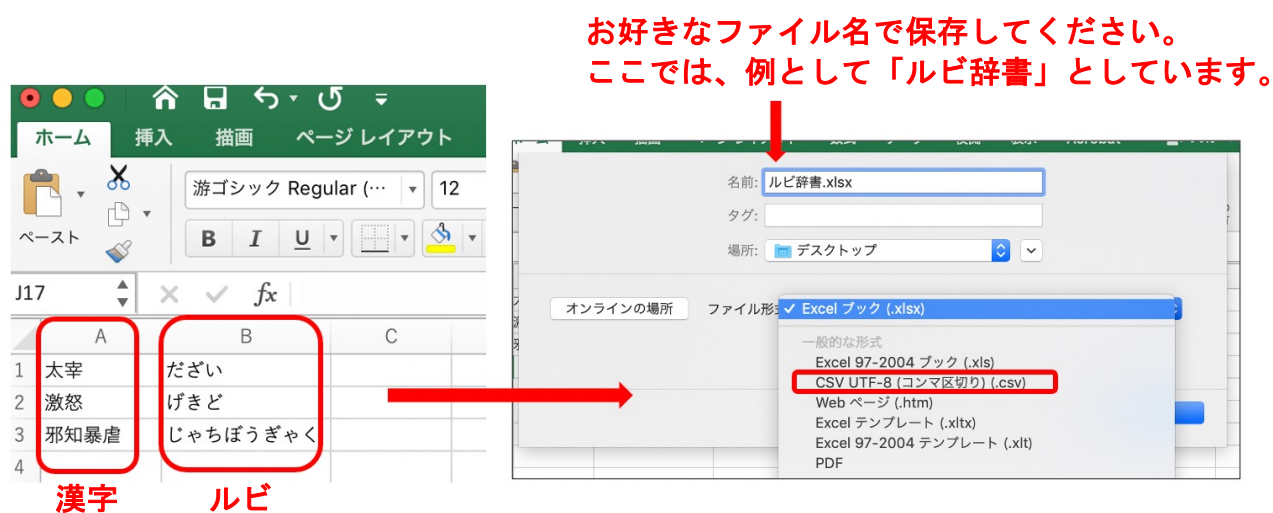 お好きなファイル名で保存してください。
ここでは、例として「ルビ辞書」としています。
ホーム 挿入 描画 ページ レイアウト
ペースト
游ゴシック Regular (… 12
B I U
J17 fx
A B C
1 太宰 だざい
2 激怒 げきど
3 邪知暴虐 じゃちぼうぎゃく
4
漢字 ルビ
名前: ルビ辞書.xlsx
タグ:
場所: デスクトップ
オンラインの場所 ファイル形 ✓ Excel ブック (.xlsx)
一般的な形式
Excel 97-2004 ブック (.xls)
CSV UTF-8 (コンマ区切り) (.csv)
Web ページ (.htm)
Excel テンプレート (.xltx)
Excel 97-2004 テンプレート (.xlt)
PDF